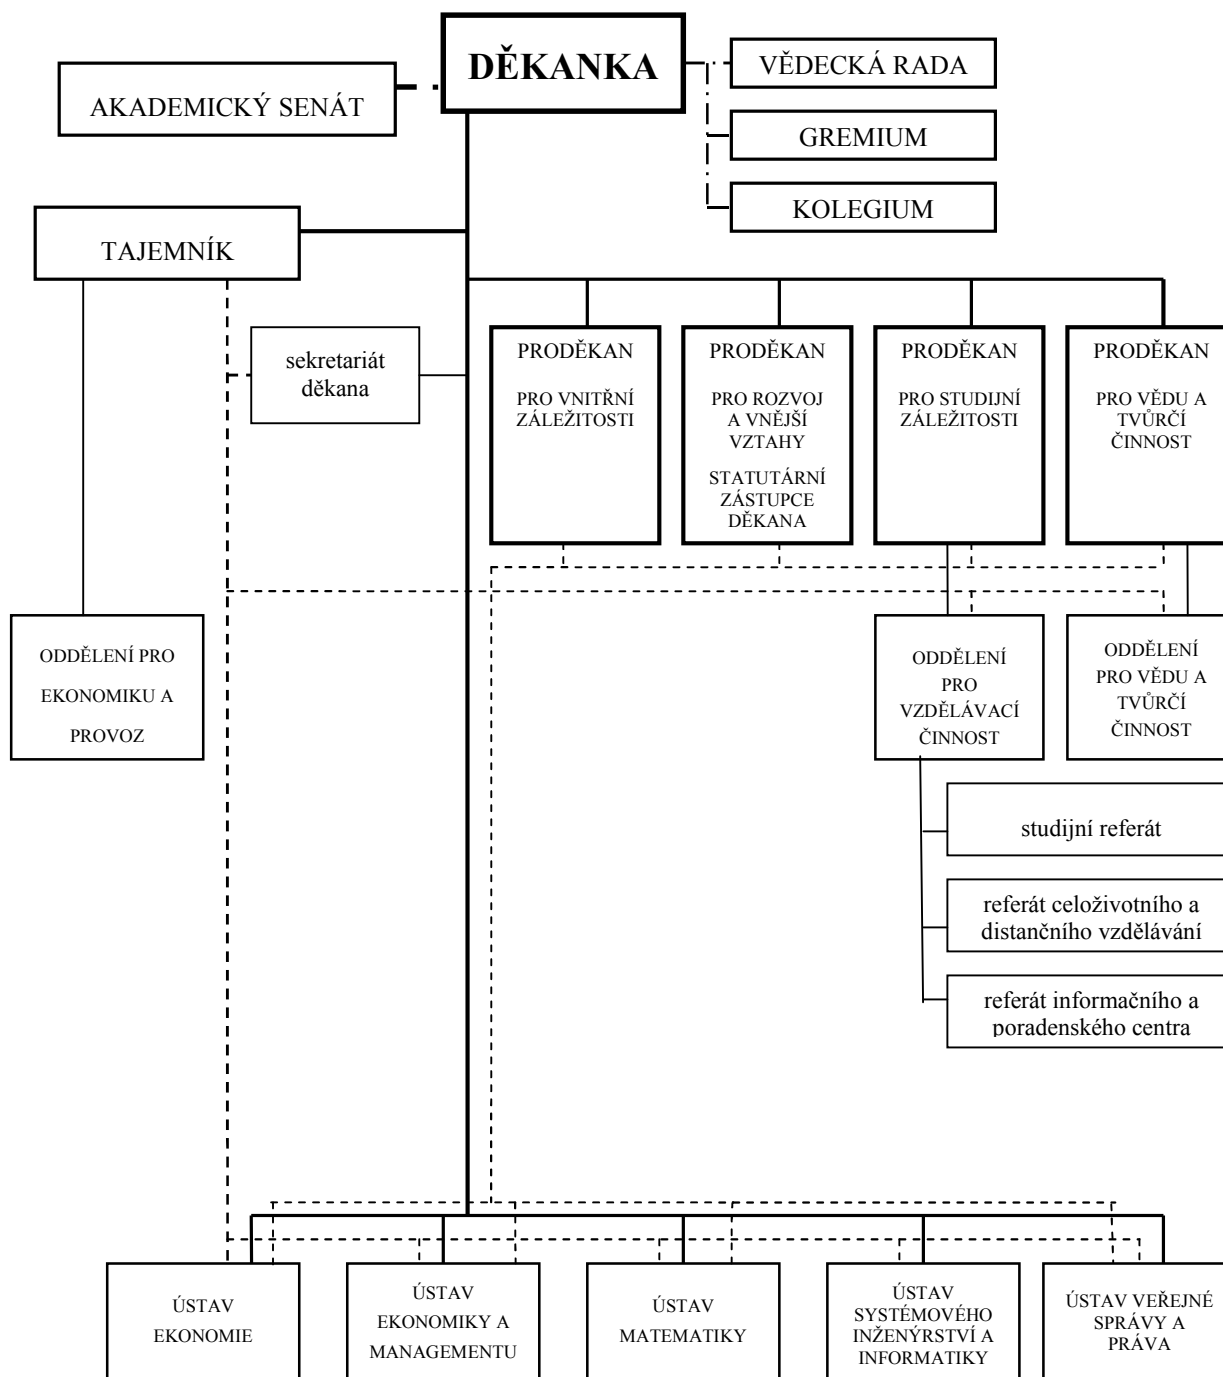 DĚKANKA
VĚDECKÁ RADA
AKADEMICKÝ SENÁT
GREMIUM
KOLEGIUM
TAJEMNÍK
sekretariát
děkana
PRODĚKAN
PRO VNITŘNÍ
ZÁLEŽITOSTI
PRODĚKAN
PRO ROZVOJ
A VNĚJŠÍ
VZTAHY
STATUTÁRNÍ
ZÁSTUPCE
DĚKANA
PRODĚKAN
PRO STUDIJNÍ
ZÁLEŽITOSTI
PRODĚKAN
PRO VĚDU A
TVŮRČÍ
ČINNOST
ODDĚLENÍ PRO
EKONOMIKU A
PROVOZ
ODDĚLENÍ
PRO
VZDĚLÁVACÍ
ČINNOST
ODDĚLENÍ
PRO VĚDU A
TVŮRČÍ
ČINNOST
studijní referát
referát celoživotního a
distančního vzdělávání
referát informačního a
poradenského centra
ÚSTAV
EKONOMIE
ÚSTAV
EKONOMIKY A
MANAGEMENTU
ÚSTAV
MATEMATIKY
ÚSTAV
SYSTÉMOVÉHO
INŽENÝRSTVÍ A
INFORMATIKY
ÚSTAV VEŘEJNÉ
SPRÁVY A
PRÁVA